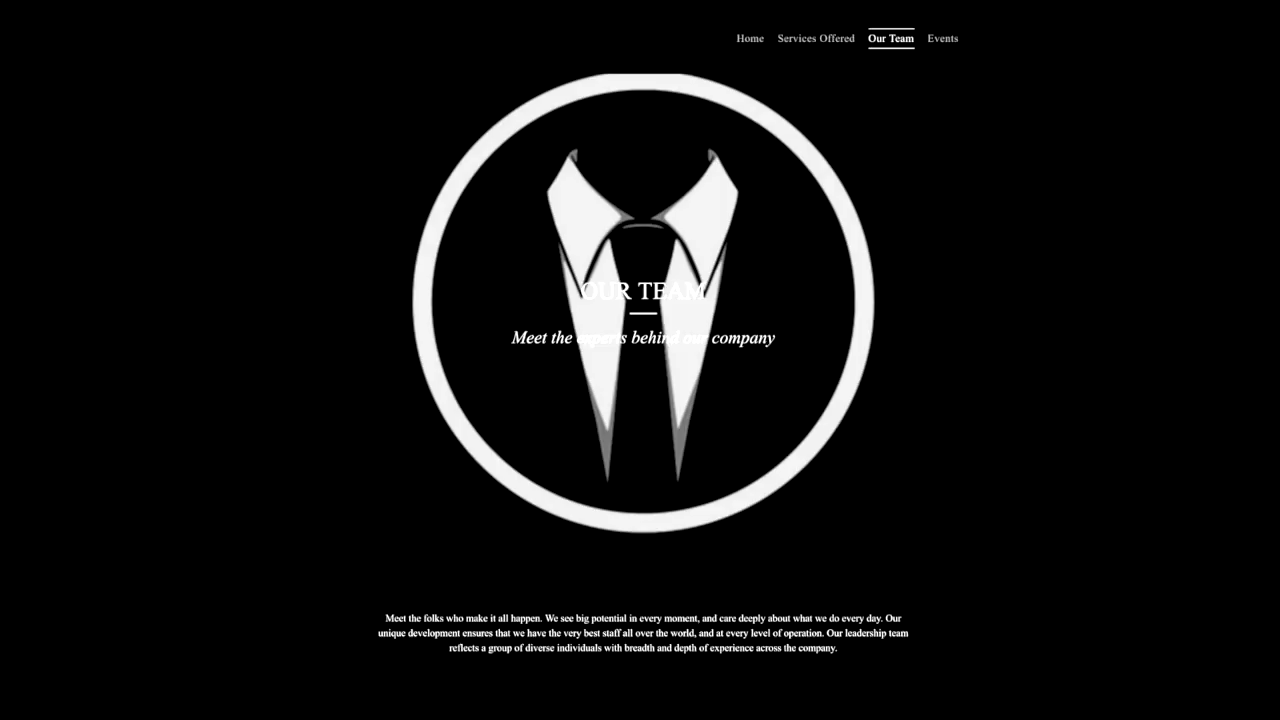 Home Services Offered Our Team Events
OUR TEAM
Meet the experts behind our company
Meet the folks who make it all happen. We see big potential in every moment, and care deeply about what we do every day. Our
unique development ensures that we have the very best staff all over the world, and at every level of operation. Our leadership team
reflects a group of diverse individuals with breadth and depth of experience across the company.